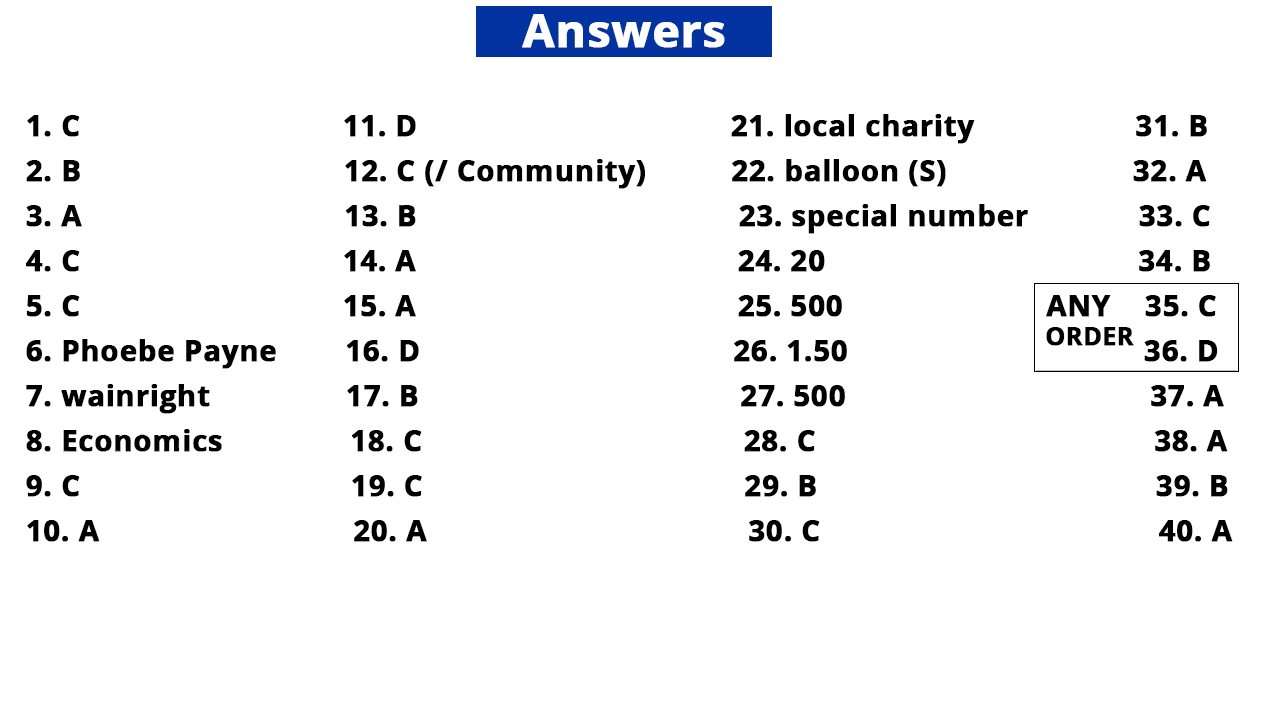 Answers
1. C
2. B
3. A
4. C
5. C
6. Phoebe Payne
7. wainright
8. Economics
9. C
10. A
11. D
12. C (/ Community)
13. B
14. A
15. A
16. D
17. B
18. C
19. C
20. A
21. local charity
22. balloon (S)
23. special number
24. 20
25. 500
26. 1.50
27. 500
28. C
29. B
30. C
31. B
32. A
33. C
34. B
ANY 35. C
ORDER 36. D
37. A
38. A
39. B
40. A